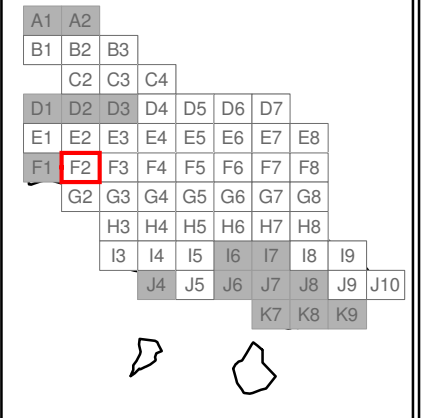 A1 A2
B1 B2 B3
C2 C3 C4
D1 D2 D3 D4 D5 D6 D7
E1 E2 E3 E4 E5 E6 E7 E8
F1 F2 F3 F4 F5 F6 F7 F8
G2 G3 G4 G5 G6 G7 G8
H3 H4 H5 H6 H7 H8
I3 I4 I5 I6 I7 I8 I9
J4 J5 J6 J7 J8 J9 J10
K7 K8 K9